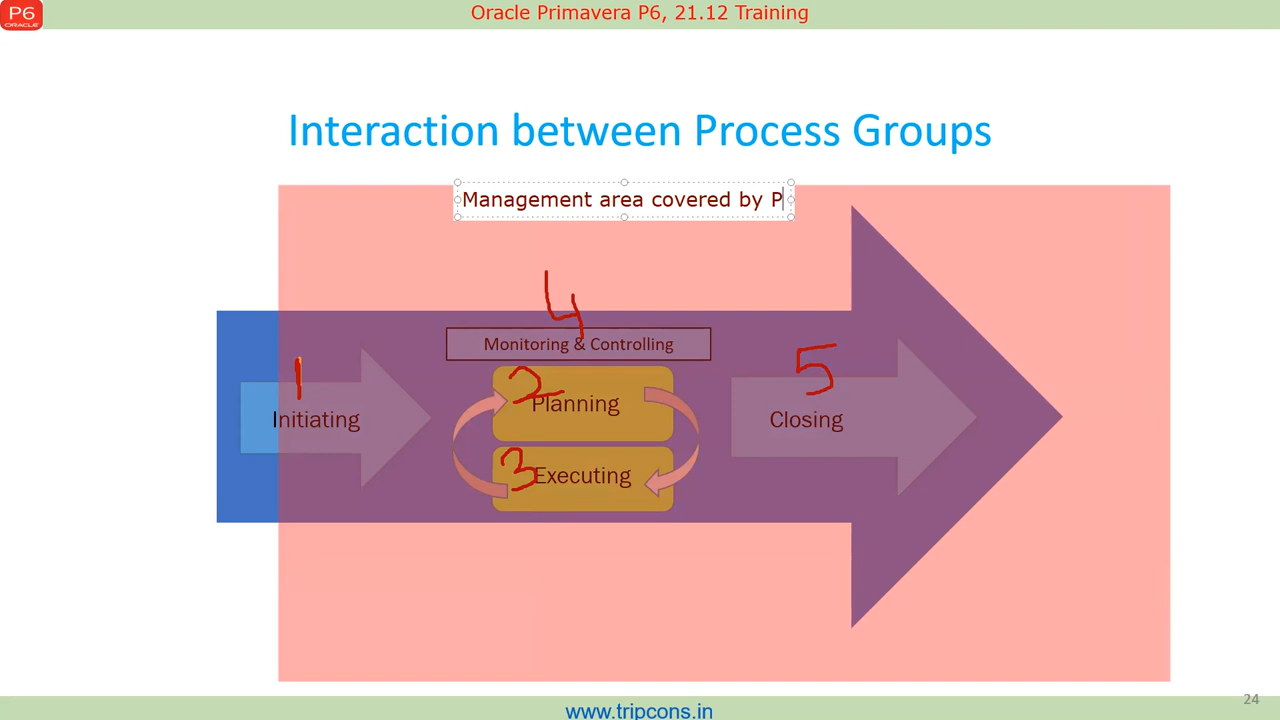 P6
ORACLE
Oracle Primavera P6, 21.12 Training
Interaction between Process Groups
Management area covered by P
4
Monitoring & Controlling
1
Initiating
2
Planning
3
Executing
5
Closing
24
www.tripcons.in